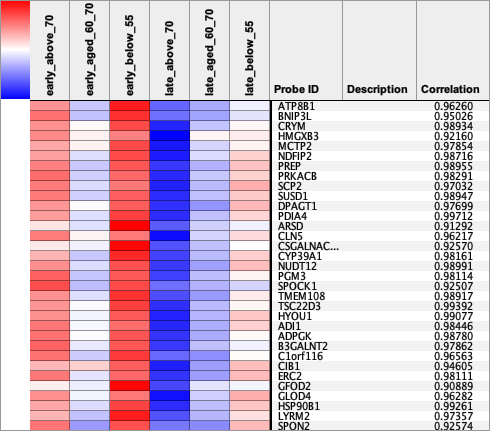 early_above_70
early_aged_60_70
early_below_55
late_above_70
late_aged_60_70
late_below_55
Probe ID Description Correlation
ATP8B1 0.96260
BNIP3L 0.95026
CRYM 0.98934
HMGXB3 0.92160
MCTP2 0.97854
NDFIP2 0.98716
PREP 0.98955
PRKACB 0.98291
SCP2 0.97032
SUSD1 0.98947
DPAGT1 0.97699
PDIA4 0.99712
ARSD 0.91292
CLN5 0.96217
CSGALNAC... 0.92570
CYP39A1 0.98161
NUDT12 0.98991
PGM3 0.98114
SPOCK1 0.92507
TMEM108 0.98917
TSC22D3 0.99392
HYOU1 0.99077
ADI1 0.98446
ADPGK 0.98780
B3GALNT2 0.97862
C1orf116 0.96563
CIB1 0.94605
ERC2 0.98111
GFOD2 0.90889
GLOD4 0.96282
HSP90B1 0.99261
LYRM2 0.97357
SPON2 0.92574